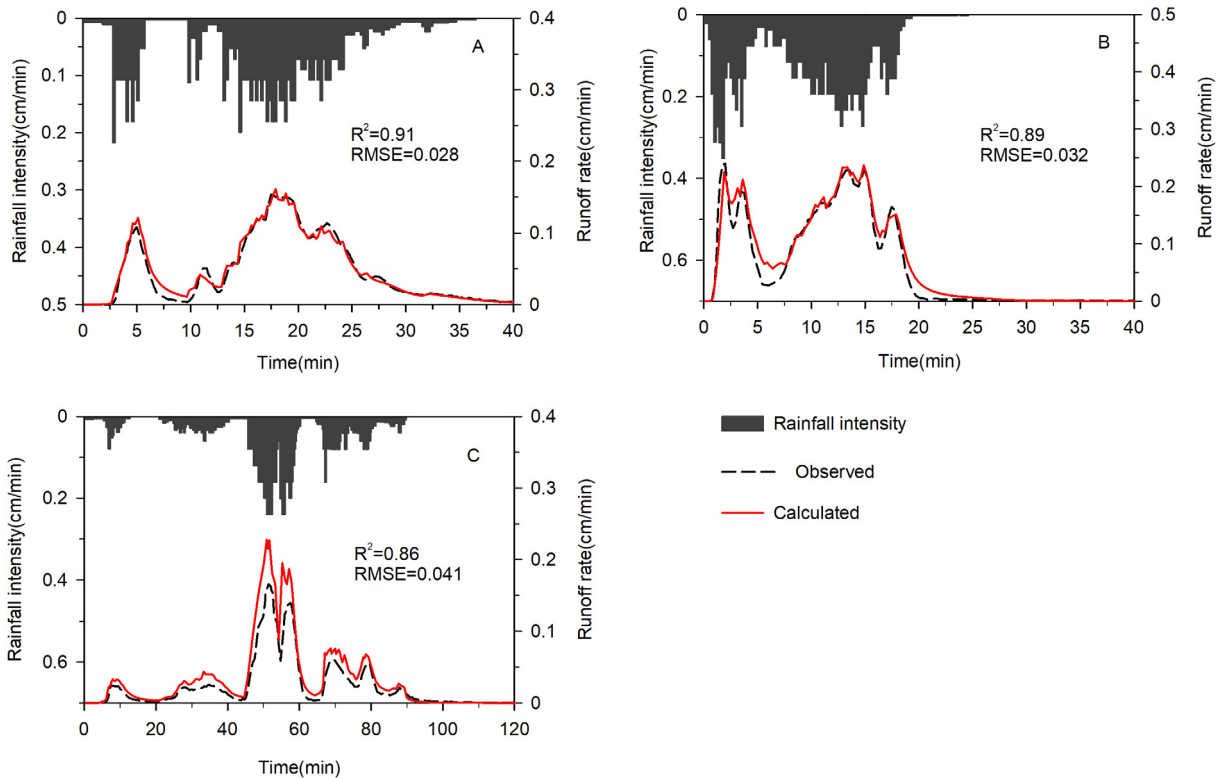 0
0.1
0.2
0.3
0.4
0.5
Rainfall intensity(cm/min)
0.4
0.3
0.2
0.1
0
Runoff rate(cm/min)
A
R²=0.91
RMSE=0.028
0 5 10 15 20 25 30 35 40
Time(min)
0
0.2
0.4
0.6
Rainfall intensity(cm/min)
0.5
0.4
0.3
0.2
0.1
0
Runoff rate(cm/min)
B
R²=0.89
RMSE=0.032
0 5 10 15 20 25 30 35 40
Time(min)
0
0.2
0.4
0.6
Rainfall intensity(cm/min)
0.4
0.3
0.2
0.1
0
Runoff rate(cm/min)
C
R²=0.86
RMSE=0.041
0 20 40 60 80 100 120
Time(min)
Rainfall intensity
Observed
Calculated